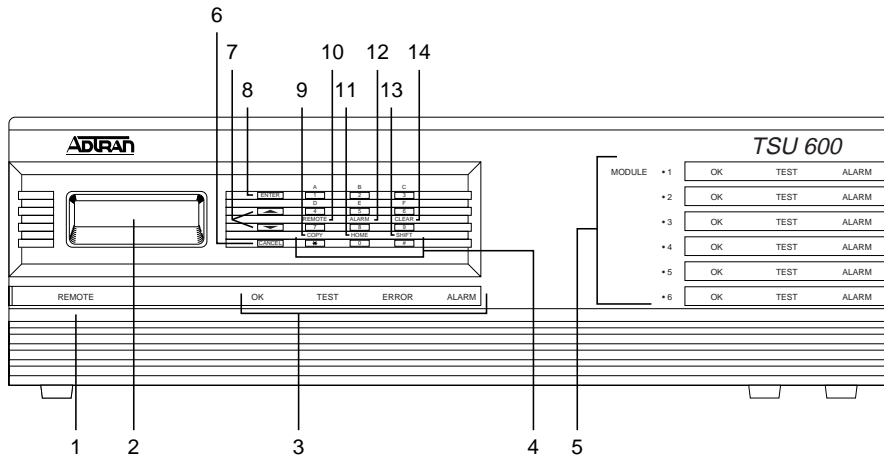 6
7 10 12 14
8 9 11 13
ADTRAN
TSU 600
MODULE • 1 OK TEST ALARM
• 2 OK TEST ALARM
• 3 OK TEST ALARM
• 4 OK TEST ALARM
• 5 OK TEST ALARM
• 6 OK TEST ALARM
A B C
ENTER 1 2 3
D E F
4 5 6
REMOTE ALARM CLEAR
7 8 9
COPY HOME SHIFT
CANCEL * 0 #
REMOTE OK TEST ERROR ALARM
1 2 3 4 5